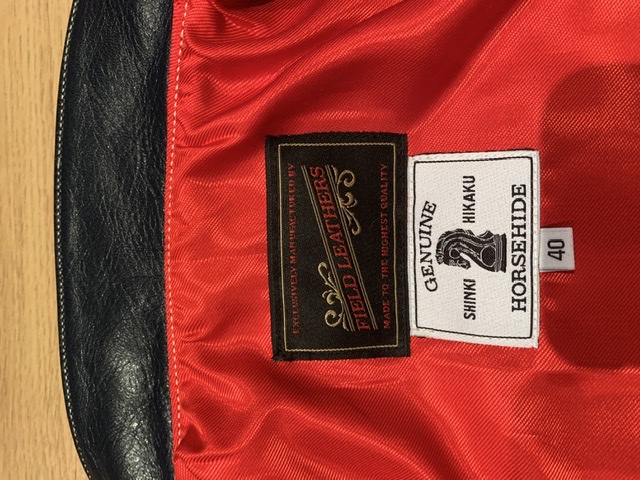 EXCLUSIVELY MANUFACTURED BY
FIELD LEATHERS
MADE TO THE HIGHEST QUALITY
GENUINE
SHINKI HIKAKU
HORSEHIDE
40